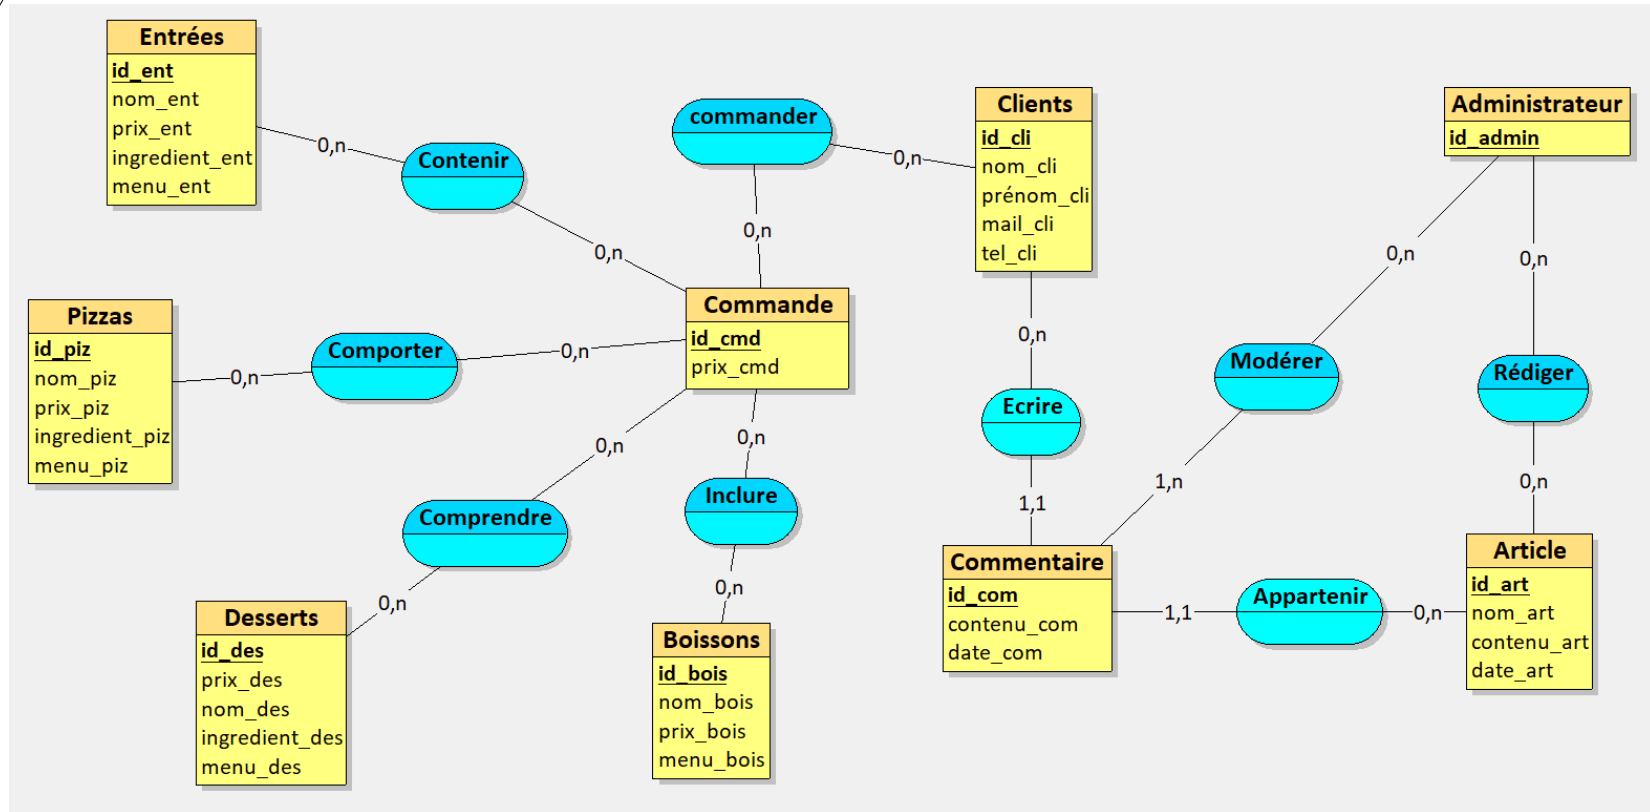 Entrées
id_ent
nom_ent
prix_ent
ingredient_ent
menu_ent
0,n
Contenir
0,n
commander
0,n
0,n
Clients
id_cli
nom_cli
prénom_cli
mail_cli
tel_cli
Administrateur
id_admin
0,n
0,n
Pizzas
id_piz
nom_piz
prix_piz
ingredient_piz
menu_piz
0,n
Comporter
0,n
Commande
id_cmd
prix_cmd
0,n
Ecrire
1,1
Modérer
1,n
Rédiger
0,n
0,n
Comprendre
0,n
0,n
Inclure
0,n
Desserts
id_des
prix_des
nom_des
ingredient_des
menu_des
Boissons
id_bois
nom_bois
prix_bois
menu_bois
Commentaire
id_com
contenu_com
date_com
1,1
Appartenir
0,n
Article
id_art
nom_art
contenu_art
date_art